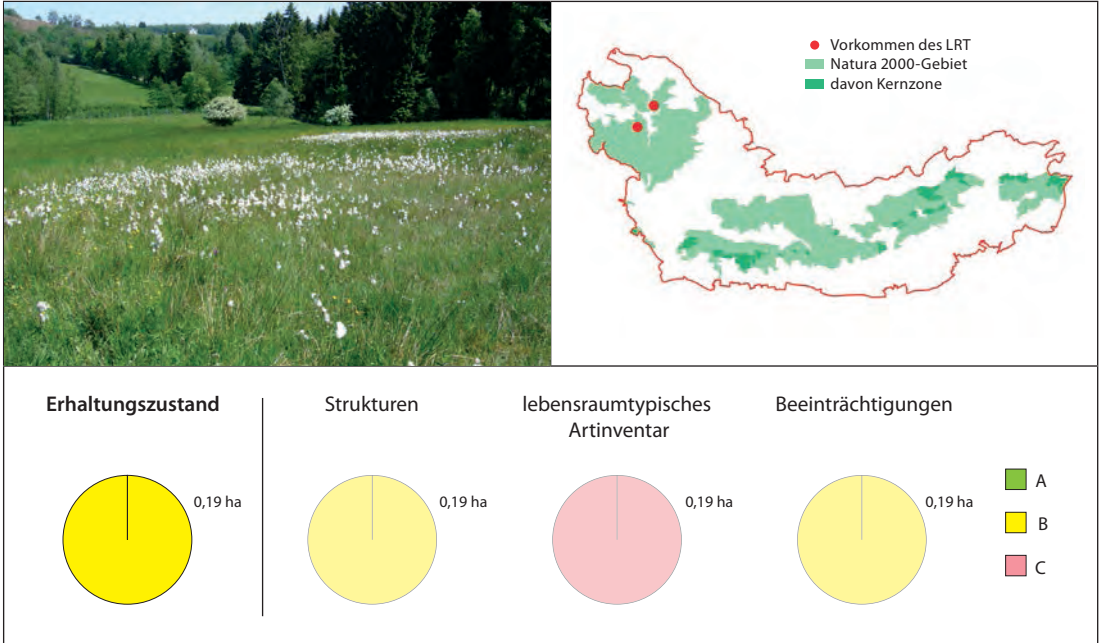 Vorkommen des LRT
Natura 2000-Gebiet
davon Kernzone
Erhaltungszustand
Strukturen
lebensraumtypisches
Artinventar
Beeinträchtigungen
0,19 ha
0,19 ha
0,19 ha
0,19 ha
A
B
C